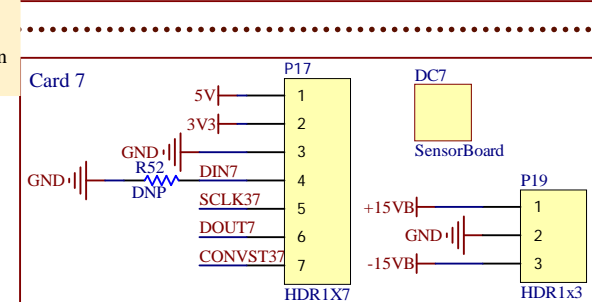 n
Card 7
P17
5V
1
3V3
2
GND
3
R52
GND
DIN7
4
DNP
SCLK37
5
DOUT7
6
CONVST37
7
HDR1X7
DC7
SensorBoard
P19
+15VB
1
GND
2
-15VB
3
HDR1x3